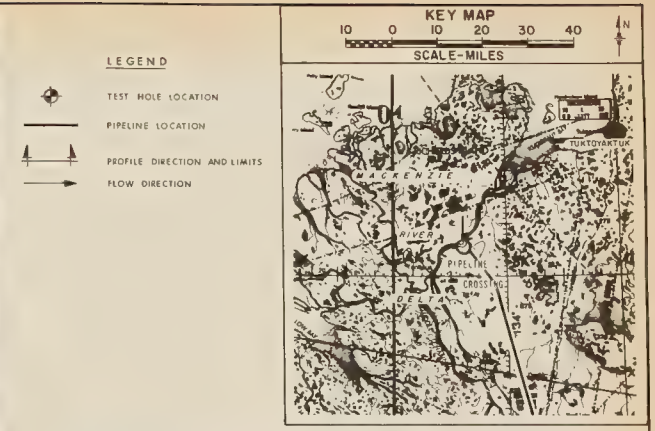 LEGEND
TEST HOLE LOCATION
PIPELINE LOCATION
PROFILE DIRECTION AND LIMITS
FLOW DIRECTION
KEY MAP
10 0 10 20 30 40
SCALE-MILES
N
TUKTOYAKTUK
MACKENZIE
RIVER
PIPELINE
CROSSING
DELTA